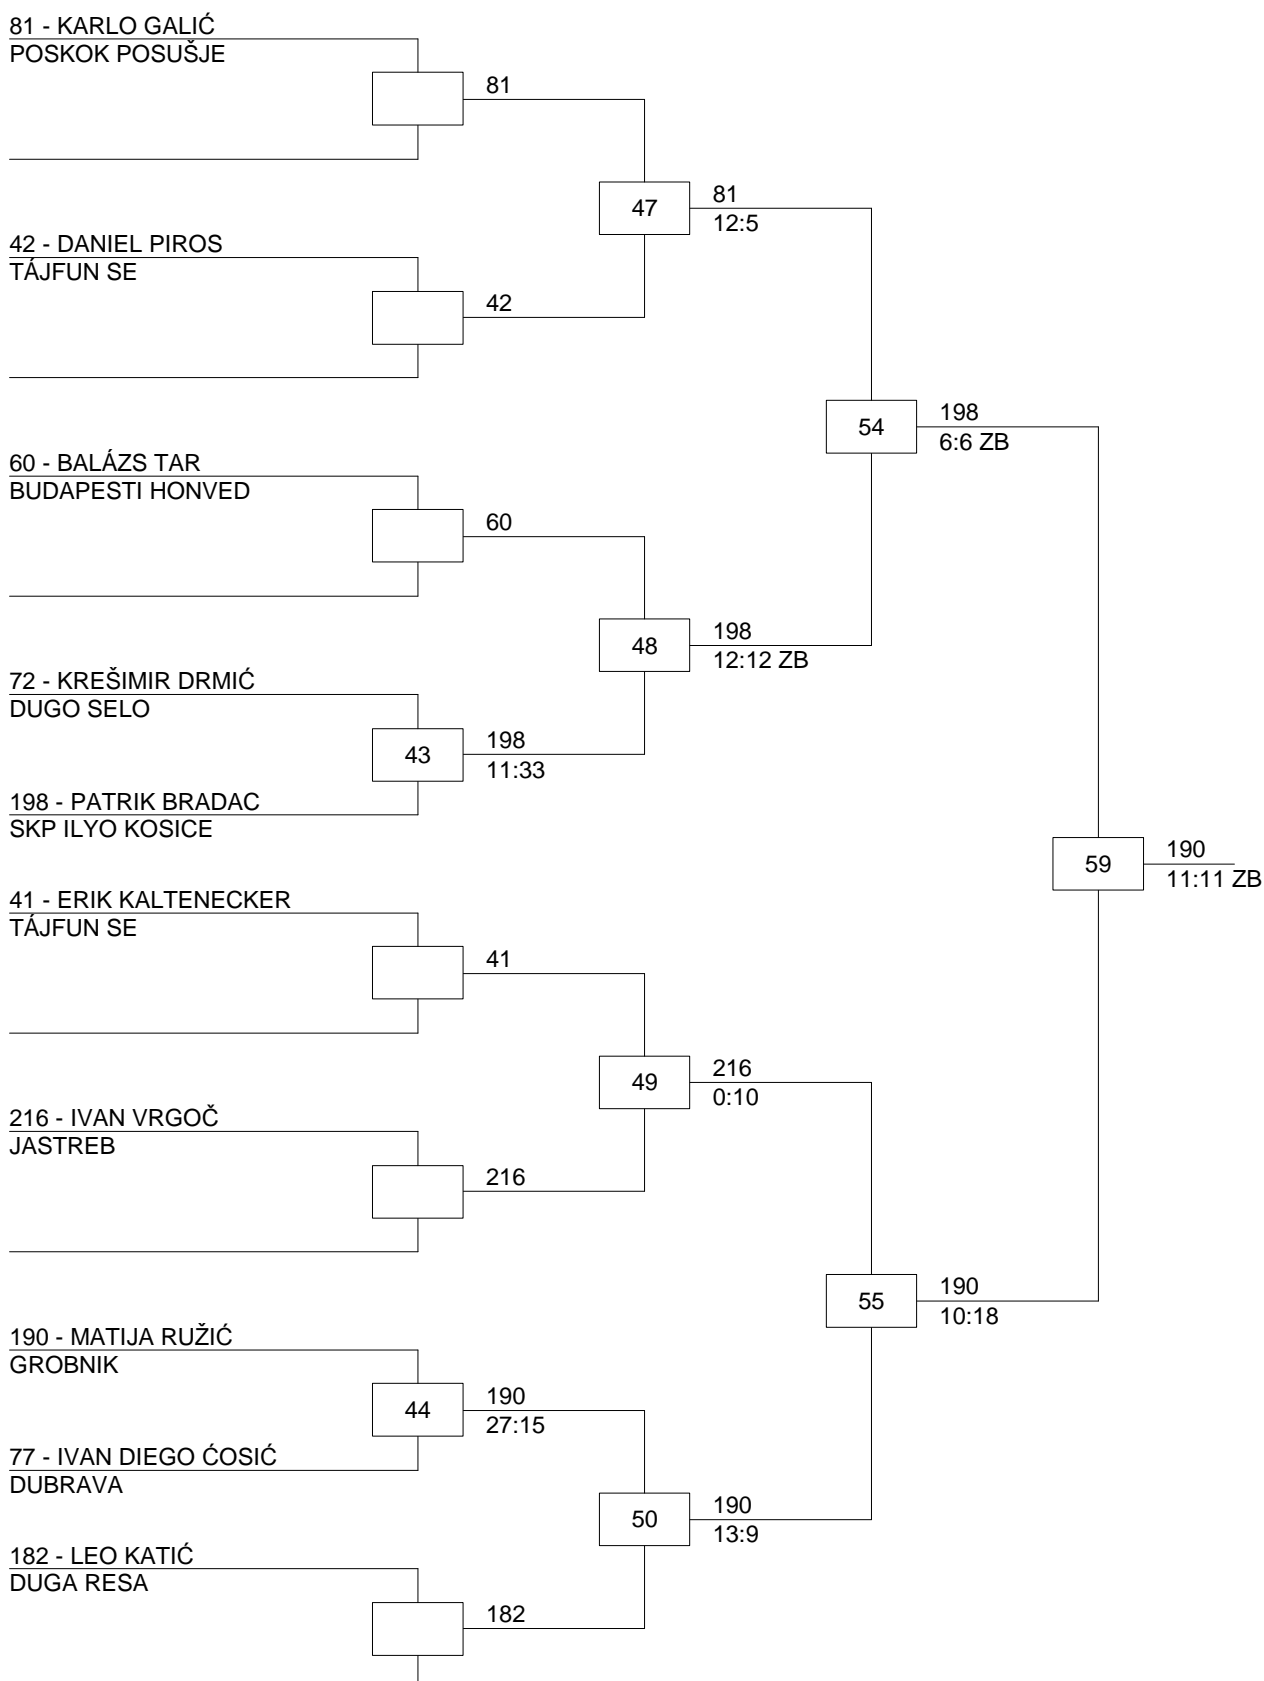 81 - KARLO GALIĆ
POSKOK POSUŠJE
81
47
81
12:5
42 - DANIEL PIROS
TÁJFUN SE
42
54
198
6:6 ZB
60 - BALÁZS TAR
BUDAPESTI HONVED
60
48
198
12:12 ZB
72 - KREŠIMIR DRMIĆ
DUGO SELO
43
198
11:33
198 - PATRIK BRADAC
SKP ILYO KOSICE
59
190
11:11 ZB
41 - ERIK KALTENECKER
TÁJFUN SE
41
49
216
0:10
216 - IVAN VRGOČ
JASTREB
216
55
190
10:18
190 - MATIJA RUŽIĆ
GROBNIK
44
190
27:15
77 - IVAN DIEGO ĆOSIĆ
DUBRAVA
50
190
13:9
182 - LEO KATIĆ
DUGA RESA
182